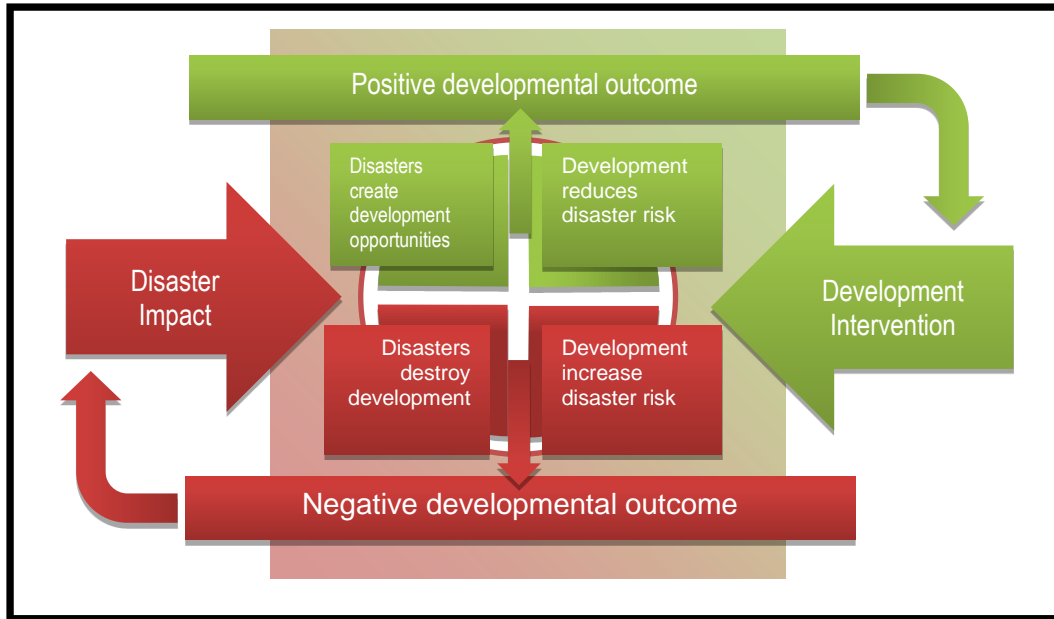 Positive developmental outcome
Disasters
create
development
opportunities
Development
reduces
disaster risk
Disaster
Impact
Development
Intervention
Disasters
destroy
development
Development
increase
disaster risk
Negative developmental outcome